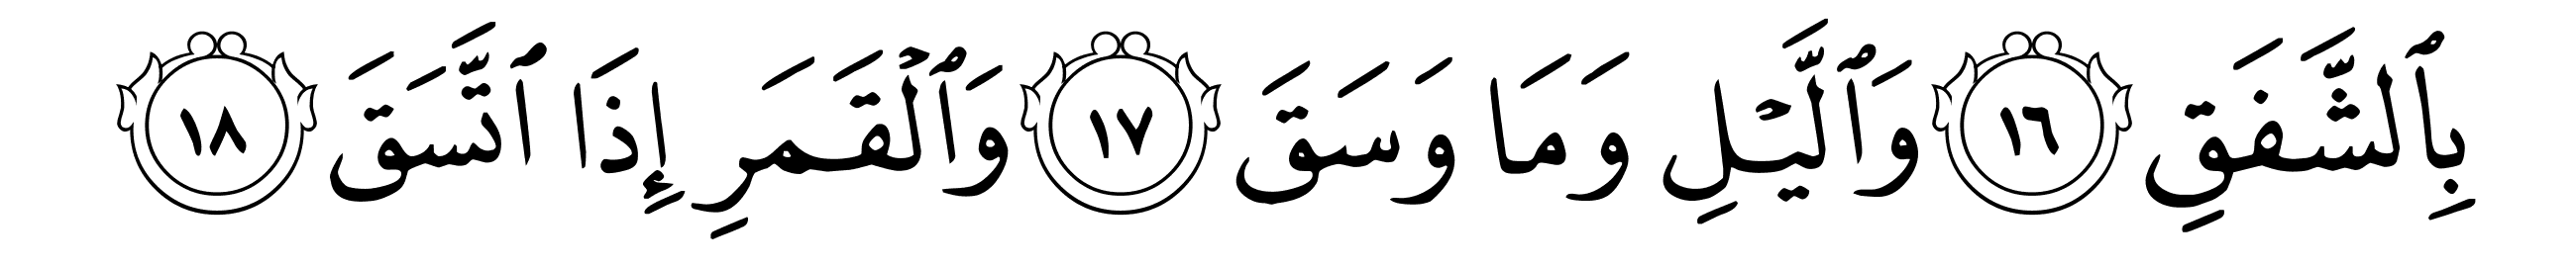 بِٱلشَّفَقِ ١٦ وَٱلَّيْلِ وَمَا وَسَقَ ١٧ وَٱلْقَمَرِ إِذَا ٱتَّسَقَ ١٨